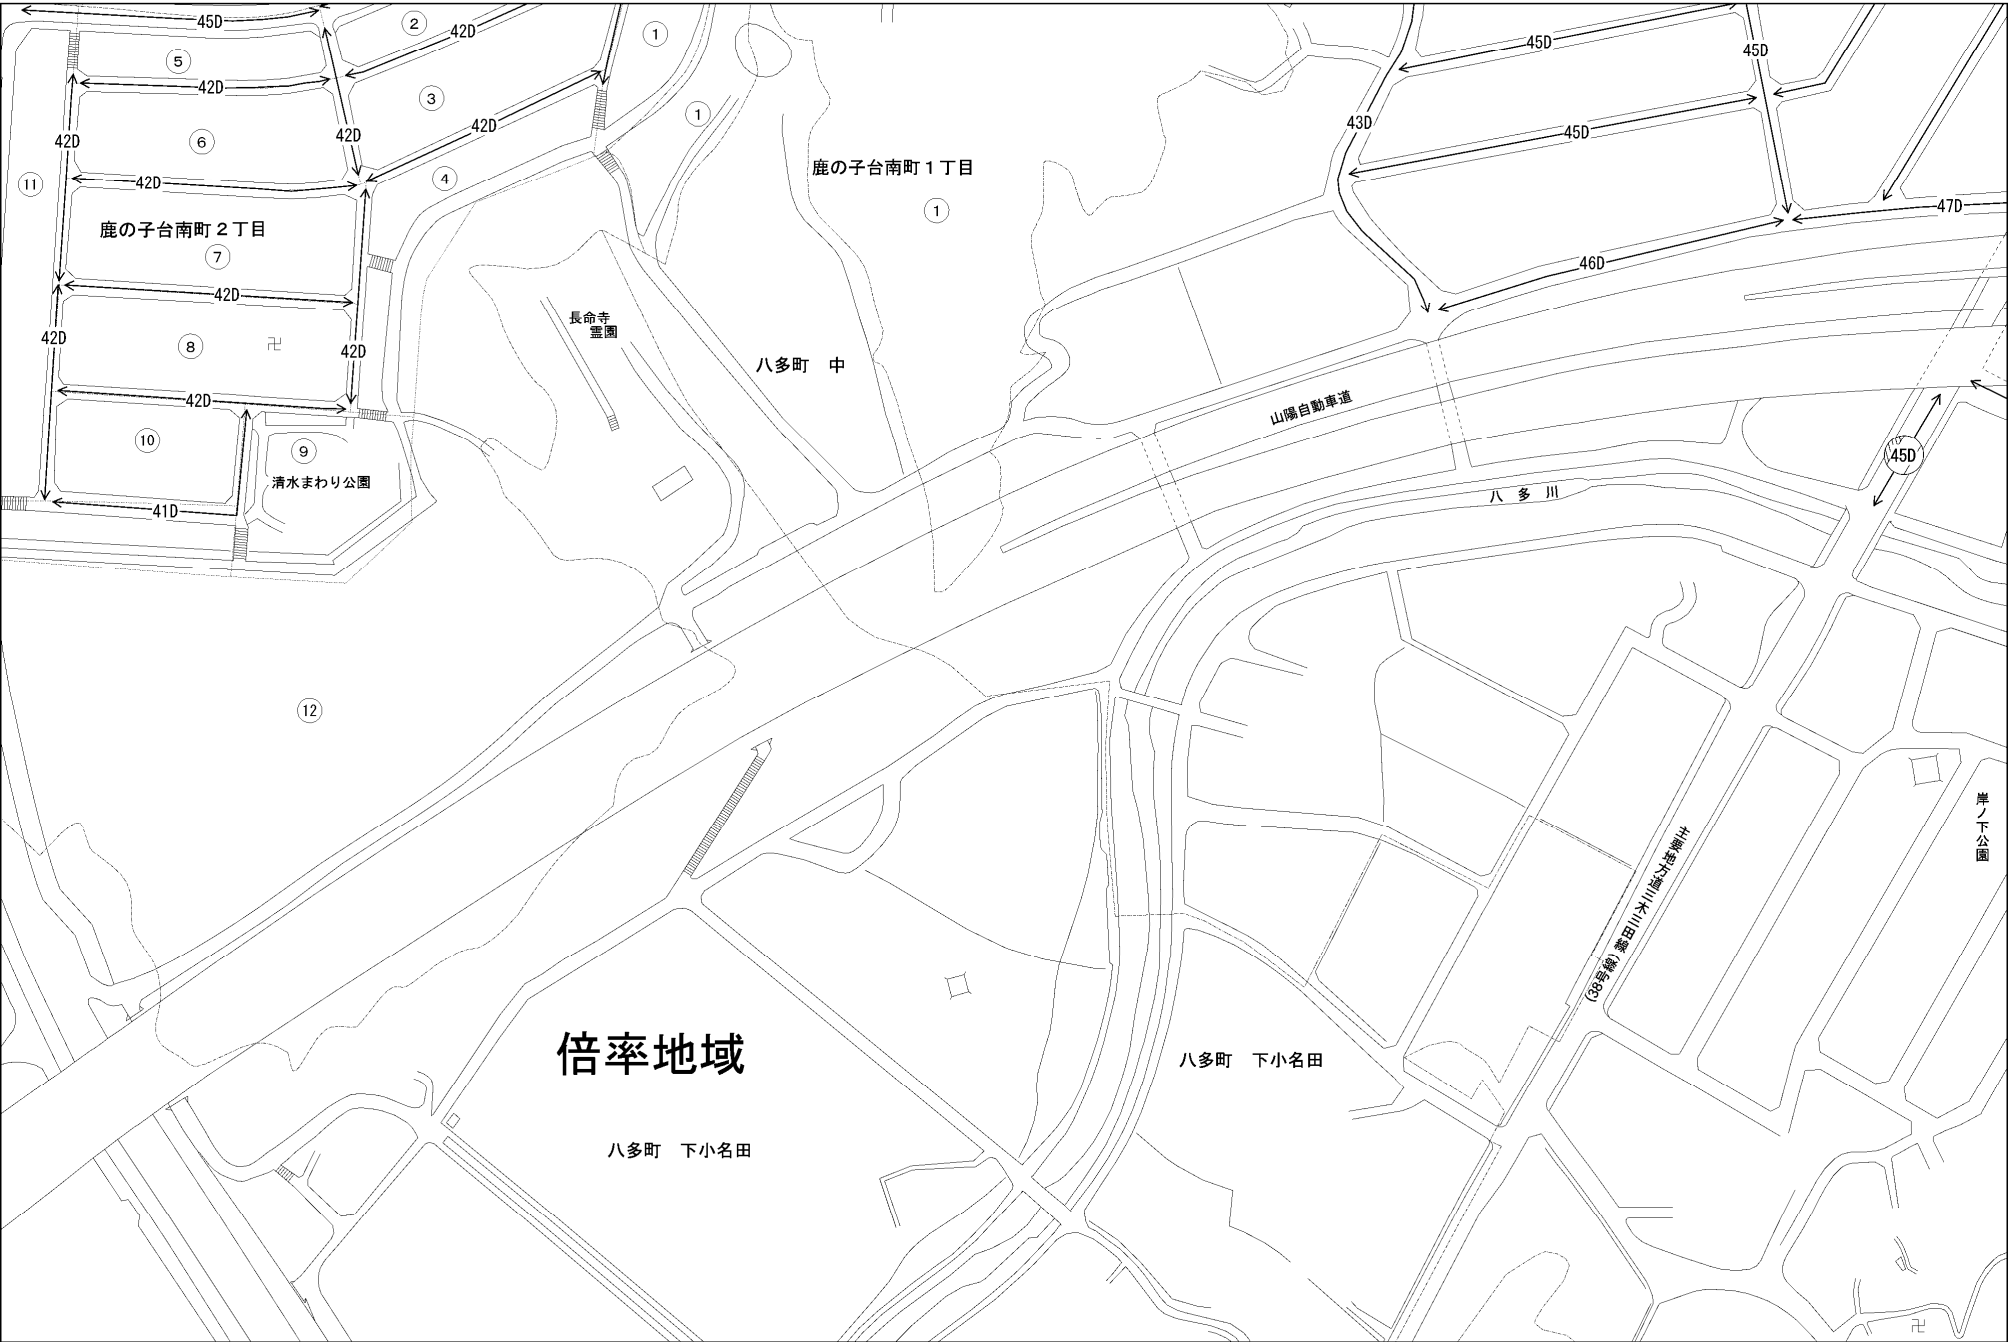 45D
②
42D
①
45D
45D
⑤
42D
③
42D
①
43D
45D
42D
⑥
42D
鹿の子台南町１丁目
①
⑪
42D
④
47D
鹿の子台南町２丁目
⑦
46D
42D
長命寺
霊園
42D
⑧
卍
42D
八多町　中
山陽自動車道
42D
⑩
⑨
清水まわり公園
45D
八多川
41D
⑫
岸ノ下公園
主要地方道三木三田線
(38号線)
倍率地域
八多町　下小名田
八多町　下小名田
卍